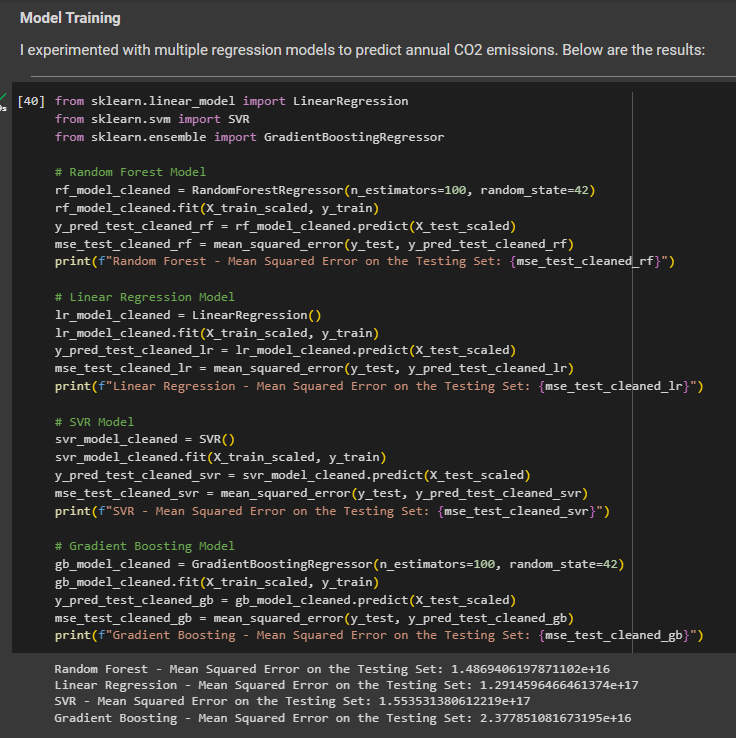 Model Training
I experimented with multiple regression models to predict annual CO2 emissions. Below are the results:
[40] from sklearn.linear_model import LinearRegression
from sklearn.svm import SVR
from sklearn.ensemble import GradientBoostingRegressor
# Random Forest Model
rf_model_cleaned = RandomForestRegressor(n_estimators=100, random_state=42)
rf_model_cleaned.fit(X_train_scaled, y_train)
y_pred_test_cleaned_rf = rf_model_cleaned.predict(X_test_scaled)
mse_test_cleaned_rf = mean_squared_error(y_test, y_pred_test_cleaned_rf)
print(f"Random Forest - Mean Squared Error on the Testing Set: {mse_test_cleaned_rf}")
# Linear Regression Model
lr_model_cleaned = LinearRegression()
lr_model_cleaned.fit(X_train_scaled, y_train)
y_pred_test_cleaned_lr = lr_model_cleaned.predict(X_test_scaled)
mse_test_cleaned_lr = mean_squared_error(y_test, y_pred_test_cleaned_lr)
print(f"Linear Regression - Mean Squared Error on the Testing Set: {mse_test_cleaned_lr}")
# SVR Model
svr_model_cleaned = SVR()
svr_model_cleaned.fit(X_train_scaled, y_train)
y_pred_test_cleaned_svr = svr_model_cleaned.predict(X_test_scaled)
mse_test_cleaned_svr = mean_squared_error(y_test, y_pred_test_cleaned_svr)
print(f"SVR - Mean Squared Error on the Testing Set: {mse_test_cleaned_svr}")
# Gradient Boosting Model
gb_model_cleaned = GradientBoostingRegressor(n_estimators=100, random_state=42)
gb_model_cleaned.fit(X_train_scaled, y_train)
y_pred_test_cleaned_gb = gb_model_cleaned.predict(X_test_scaled)
mse_test_cleaned_gb = mean_squared_error(y_test, y_pred_test_cleaned_gb)
print(f"Gradient Boosting - Mean Squared Error on the Testing Set: {mse_test_cleaned_gb}")
Random Forest - Mean Squared Error on the Testing Set: 1.4869406197871102e+16
Linear Regression - Mean Squared Error on the Testing Set: 1.2914596466461374e+17
SVR - Mean Squared Error on the Testing Set: 1.553531380612219e+17
Gradient Boosting - Mean Squared Error on the Testing Set: 2.377851081673195e+16